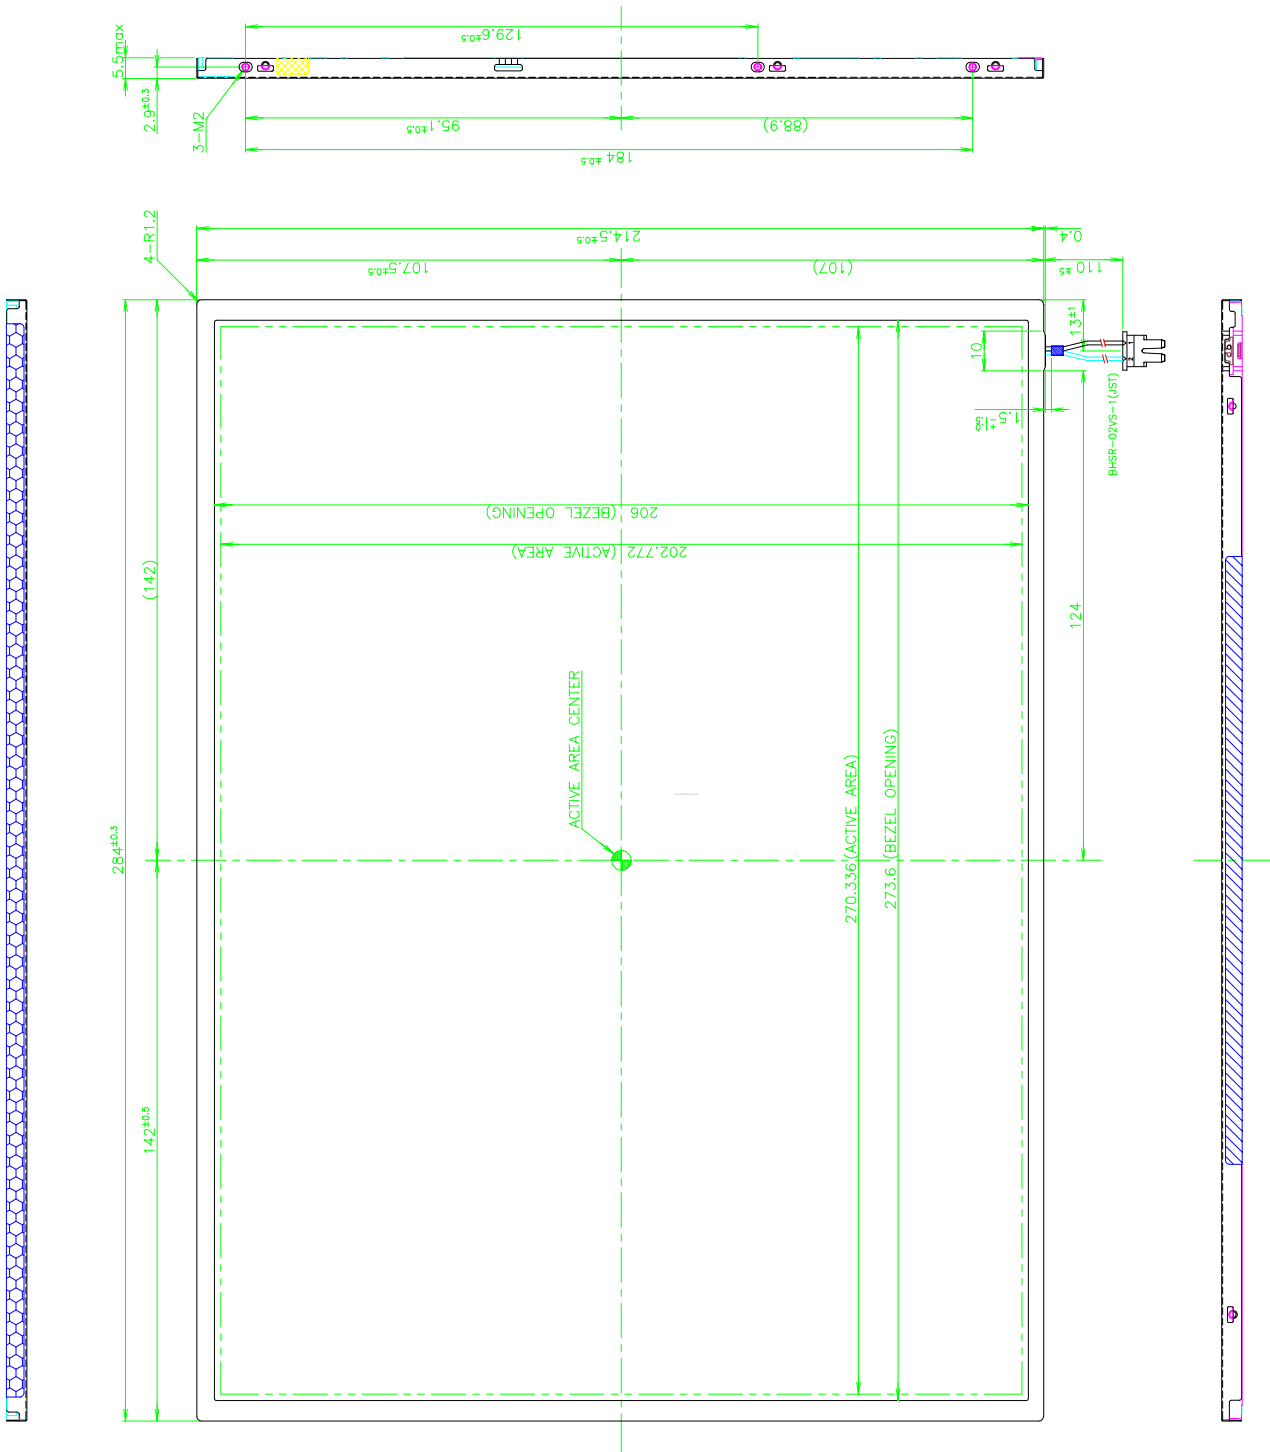 129.6±0.5
5.5max
2.9±0.3
3-M2
95.1±0.5
(88.9)
184 ±0.5
4-R1.2
214.5±0.5
0.4
107.5±0.5
(107)
110 ±5
13±1
10
1
2
BHSR-02VS-1(JST)
206 (BEZEL OPENING)
202.772 (ACTIVE AREA)
(142)
124
ACTIVE AREA CENTER
270.336(ACTIVE AREA)
273.6 (BEZEL OPENING)
284±0.3
142±0.5